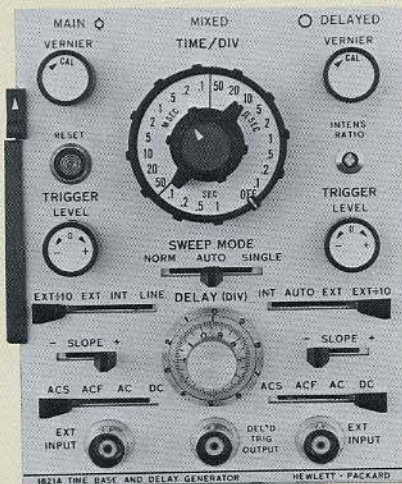 MAIN MIXED DELAYED
VERNIER TIME/DIV VERNIER
CAL CAL
.1 50 20 10 5 2 1 .5 .2 .1 OFF
.1 .2 .5 1 2 5 10 20 50 .1 .2 .5 1
MSEC μSEC SEC
RESET INTENS
RATIO
TRIGGER TRIGGER
LEVEL LEVEL
- 0 + - 0 +
SWEEP MODE
NORM AUTO SINGLE
EXT÷10 EXT INT LINE DELAY (DIV) INT AUTO EXT EXT÷10
- SLOPE + - SLOPE +
ACS ACF AC DC ACS ACF AC DC
EXT
INPUT
DEL'D
TRIG
OUTPUT
EXT
INPUT
1821A TIME BASE AND DELAY GENERATOR HEWLETT • PACKARD